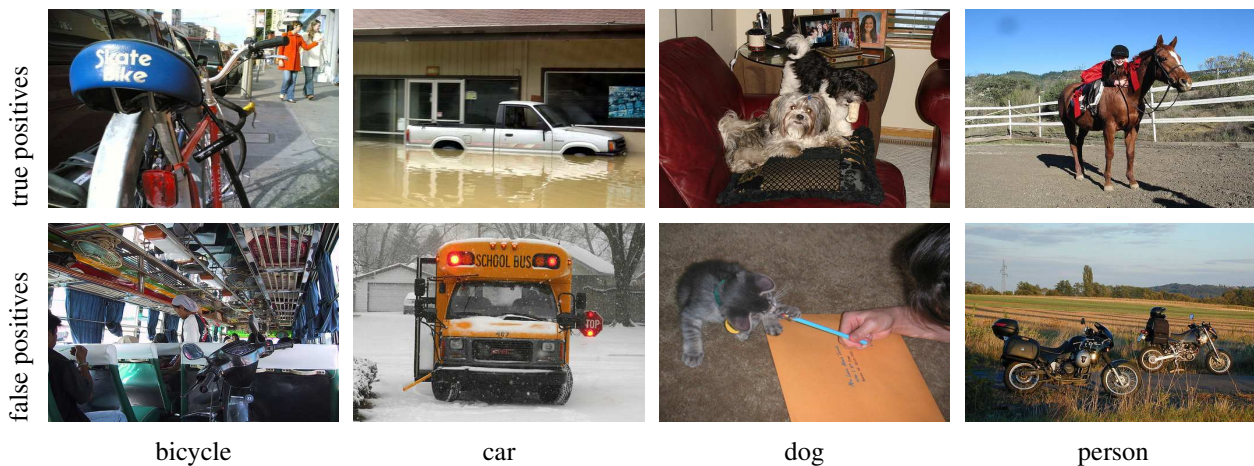 true positives
Skate
Bike
SCHOOL BUS
STOP
false positives
bicycle
car
dog
person